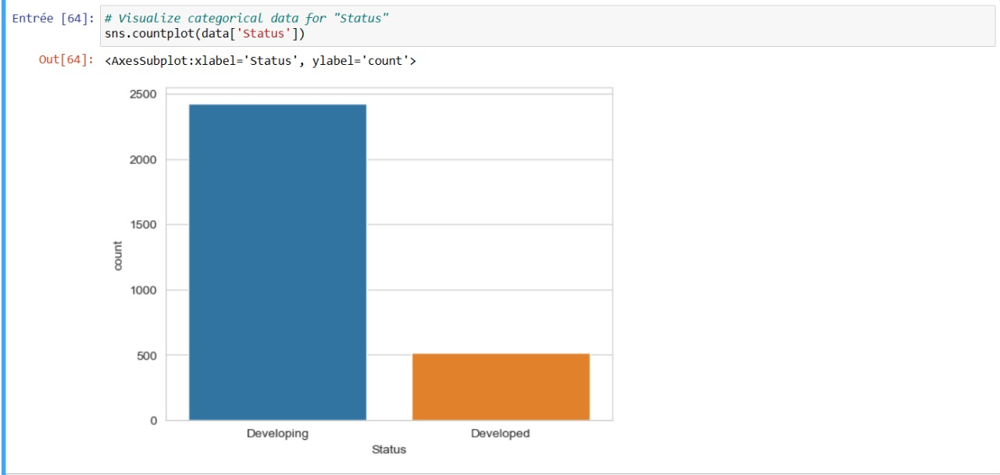 Entrée [64]: # Visualize categorical data for "Status"
sns.countplot(data['Status'])
Out[64]: <AxesSubplot:xlabel='Status', ylabel='count'>
2500
2000
1500
1000
500
0
count
Developing Developed
Status